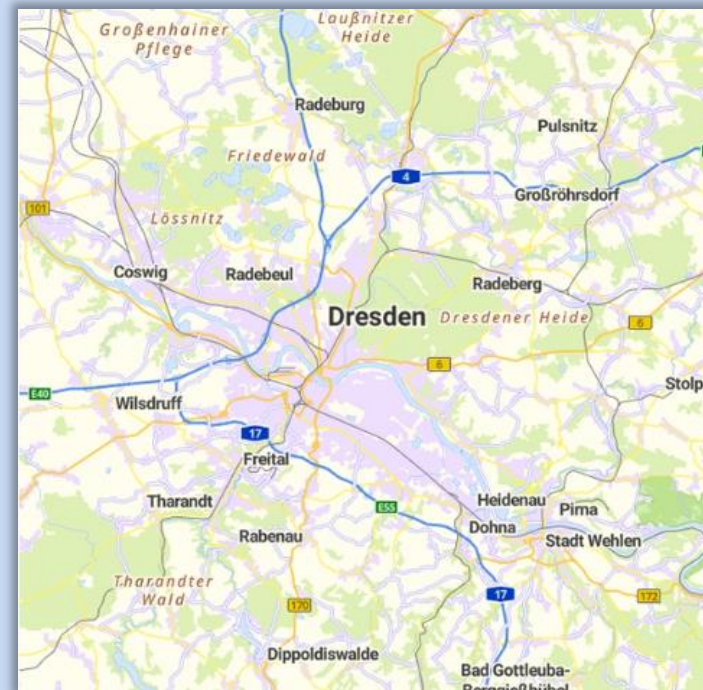 Großenhainer
Pflege
Laußnitzer
Heide
Radeburg
Pulsnitz
Friedewald
4
Großröhrsdorf
101
Lössnitz
Coswig
Radebeul
Radeberg
Dresden
Dresdener Heide
6
6
E40
Wilsdruff
Stolp
17
Freital
Tharandt
E55
Heidenau
Pirna
Dohna
Stadt Wehlen
Rabenau
Tharandter
Wald
170
17
172
Dippoldiswalde
Bad Gottleuba-
Berggießhübel